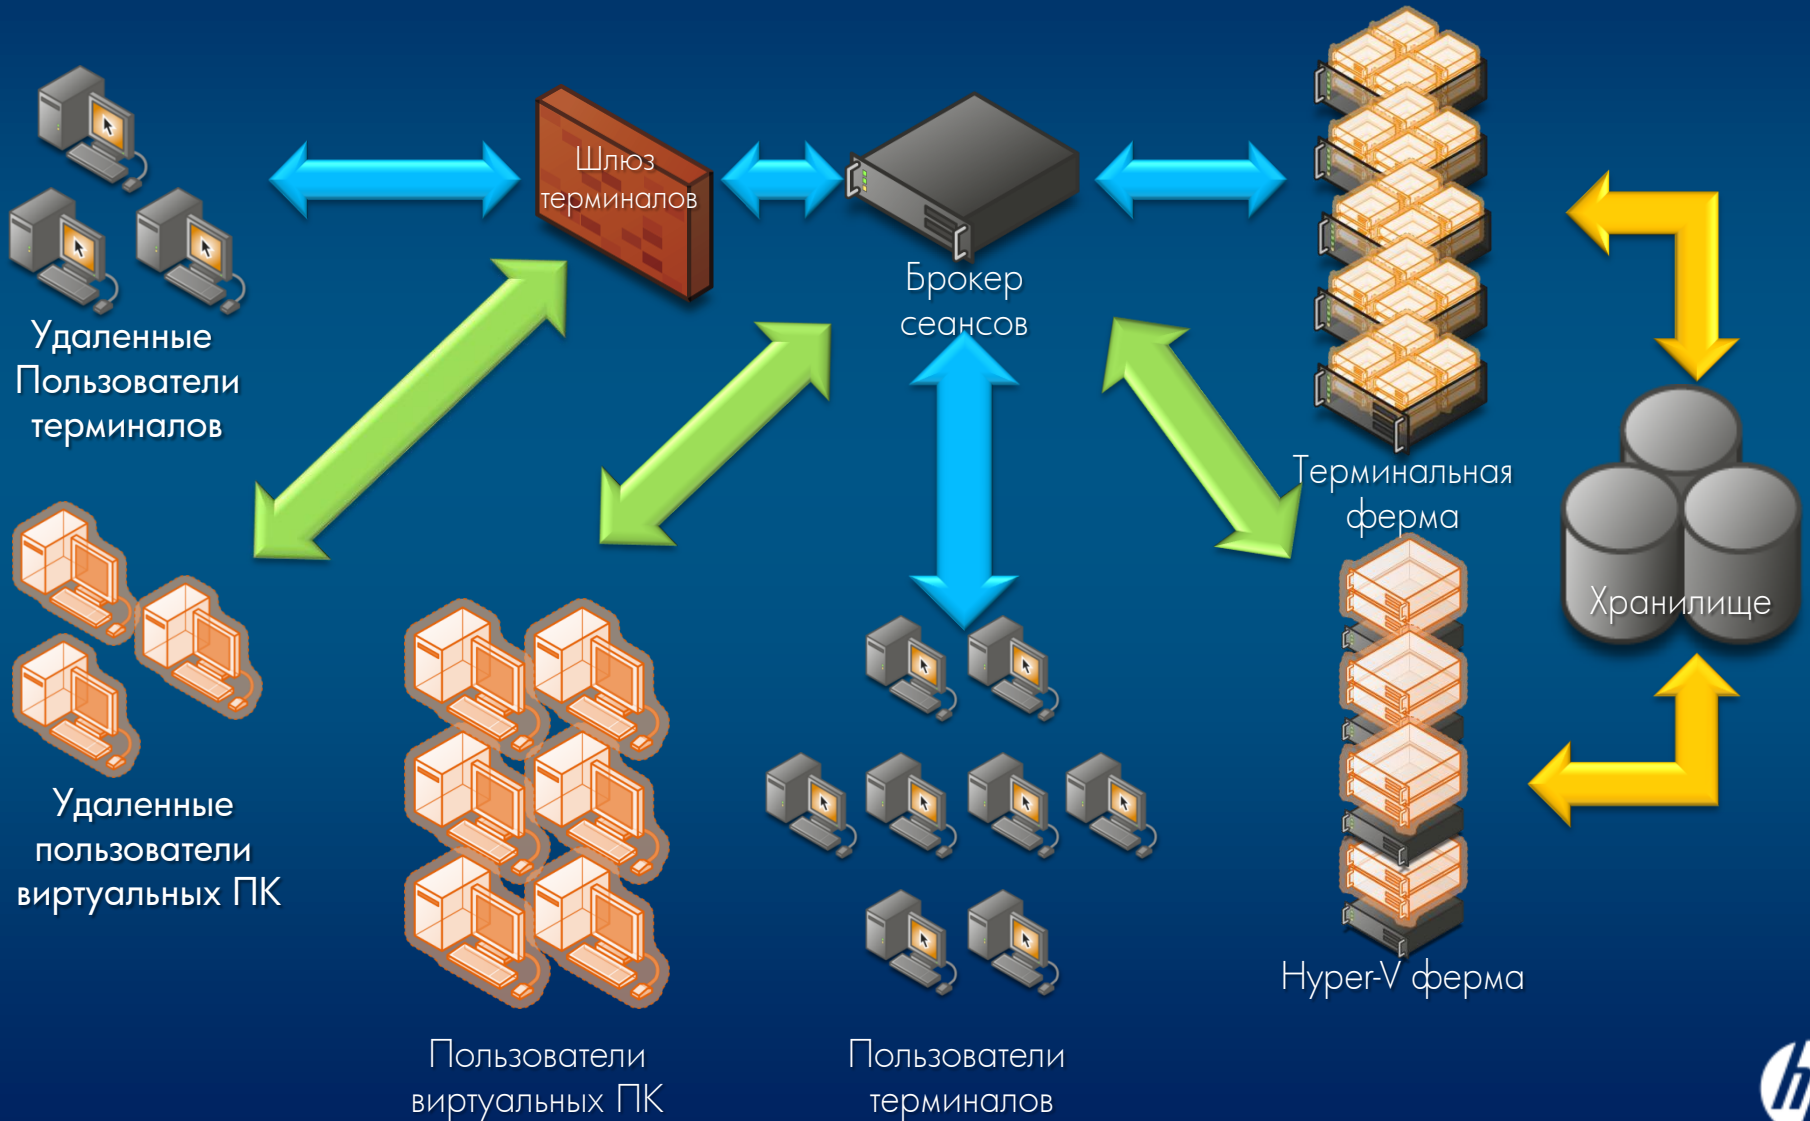 Шлюз
терминалов
Брокер
сеансов
Удаленные
Пользователи
терминалов
Терминальная
ферма
Хранилище
Удаленные
пользователи
виртуальных ПК
Hyper-V ферма
Пользователи
виртуальных ПК
Пользователи
терминалов
hp